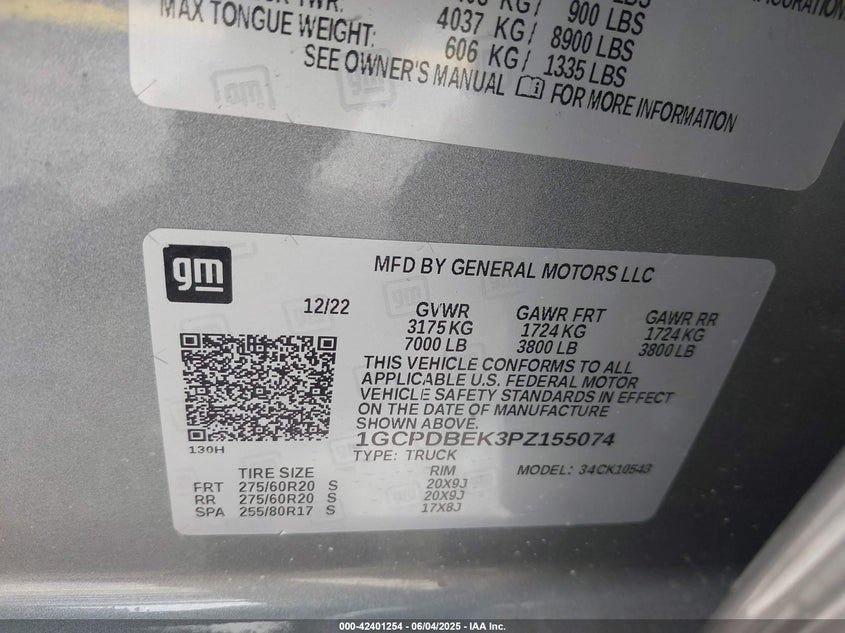 900 LBS
4037 KG/ 8900 LBS
MAX TONGUE WEIGHT: 606 KG/ 1335 LBS
SEE OWNER'S MANUAL FOR MORE INFORMATION
gm
gm
MFD BY GENERAL MOTORS LLC
12/22
GVWR GAWR FRT GAWR RR
3175 KG 1724 KG 1724 KG
7000 LB 3800 LB 3800 LB
THIS VEHICLE CONFORMS TO ALL
APPLICABLE U.S. FEDERAL MOTOR
VEHICLE SAFETY STANDARDS IN EFFECT
ON THE DATE OF MANUFACTURE
SHOWN ABOVE.
1GCPDBEK3PZ155074
130H
TYPE: TRUCK
MODEL: 34CK10543
TIRE SIZE RIM
FRT 275/60R20 S 20X9J
RR 275/60R20 S 20X9J
SPA 255/80R17 S 17X8J
000-42401254 - 06/04/2025 - IAA Inc.